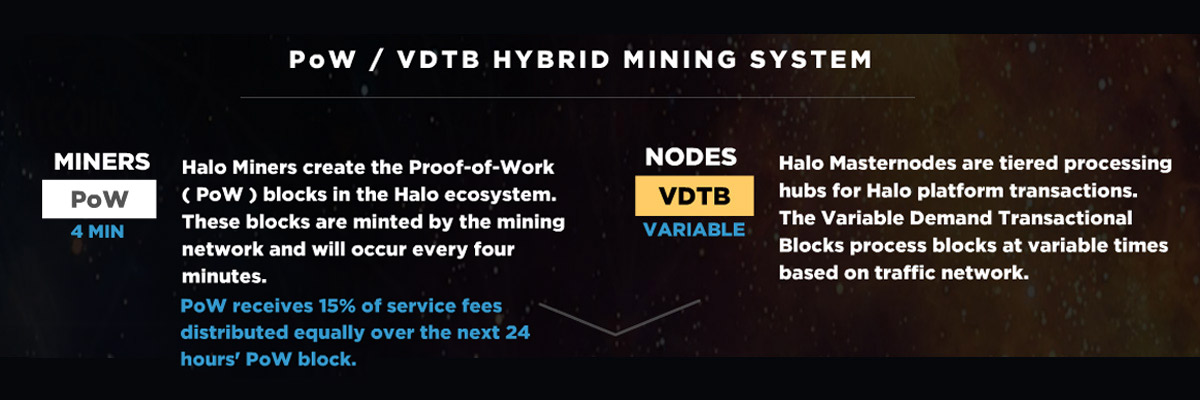 PoW / VDTB HYBRID MINING SYSTEM
MINERS
PoW
4 MIN
Halo Miners create the Proof-of-Work
( PoW ) blocks in the Halo ecosystem.
These blocks are minted by the mining
network and will occur every four
minutes.
PoW receives 15% of service fees
distributed equally over the next 24
hours' PoW block.
NODES
VDTB
VARIABLE
Halo Masternodes are tiered processing
hubs for Halo platform transactions.
The Variable Demand Transactional
Blocks process blocks at variable times
based on traffic network.